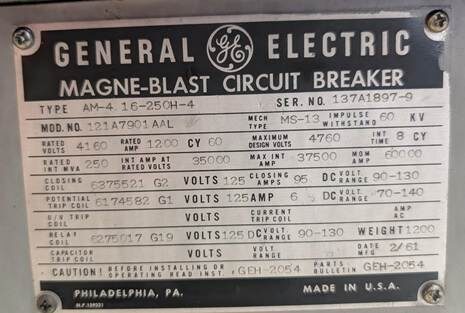 GENERAL GE ELECTRIC
MAGNE-BLAST CIRCUIT BREAKER
TYPE AM-4.16-250H-4 SER. NO. 137A1897-9
MOD. NO. 121A7901AAL MECH TYPE MS-13 IMPULSE WITHSTAND 60 KV
RATED VOLTS 4160 RATED AMP 1200 CY 60 MAXIMUM DESIGN VOLTS 4760 INT TIME 8 CY
RATED INT MVA 250 INT AMP AT RATED VOLTS 35000 MAX INT AMP 37500 MOM AMP 60000
CLOSING COIL 6375521 G2 VOLTS 125 CLOSING AMPS 95 DC VOLT. RANGE 90-130
POTENTIAL TRIP COIL 6174582 G1 VOLTS 125 AMP 6 DC VOLT. RANGE 70-140
U/V TRIP COIL VOLTS CURRENT TRIP COIL AMP AC
RELAY COIL 6275017 G19 VOLTS 125 DC VOLT. RANGE 90-130 WEIGHT 1200
CAPACITOR TRIP COIL VOLTS VOLT. RANGE DATE MFG 2/61
CAUTION! BEFORE INSTALLING OR OPERATING READ INST. GEH-2054 PARTS BULLETIN GEF-2054
PHILADELPHIA, PA. MADE IN U.S.A.